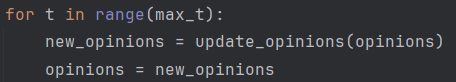 for t in range(max_t):
    new_opinions = update_opinions(opinions)
    opinions = new_opinions